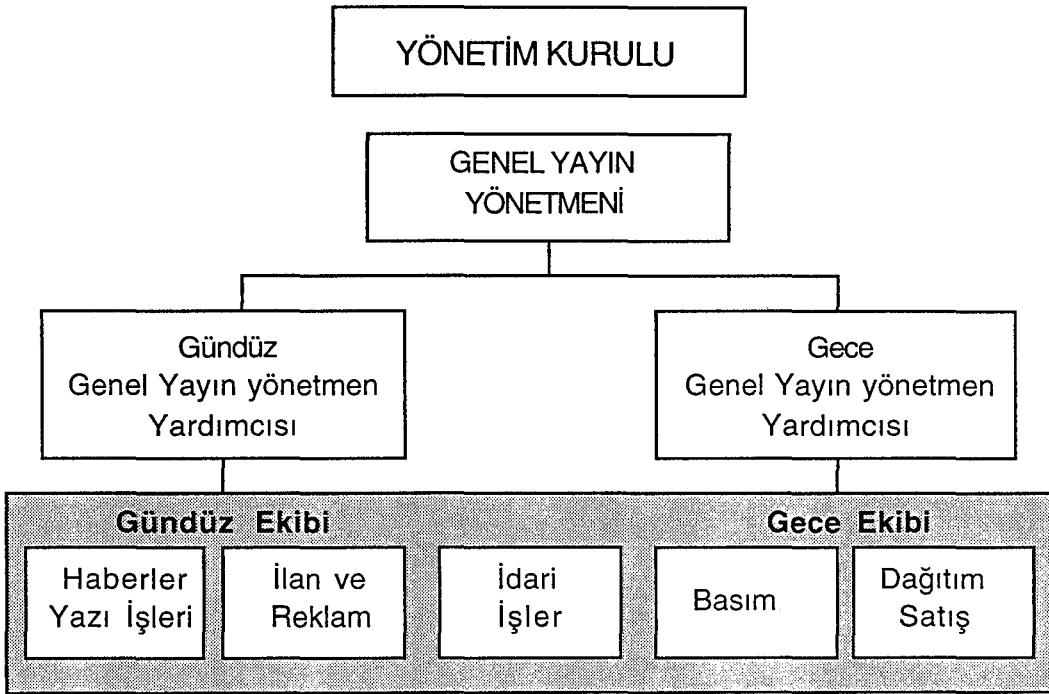 YÖNETİM KURULU
GENEL YAYIN
YÖNETMENİ
Gündüz
Genel Yayın yönetmen
Yardımcısı
Gece
Genel Yayın yönetmen
Yardımcısı
Gündüz Ekibi
Gece Ekibi
Haberler
Yazı İşleri
İlan ve
Reklam
İdari
İşler
Basım
Dağıtım
Satış